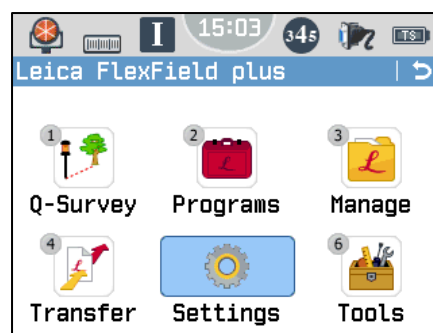 I 15:03 345 TS
Leica FlexField plus
1 2 3
Q-Survey Programs Manage
4 6
Transfer Settings Tools